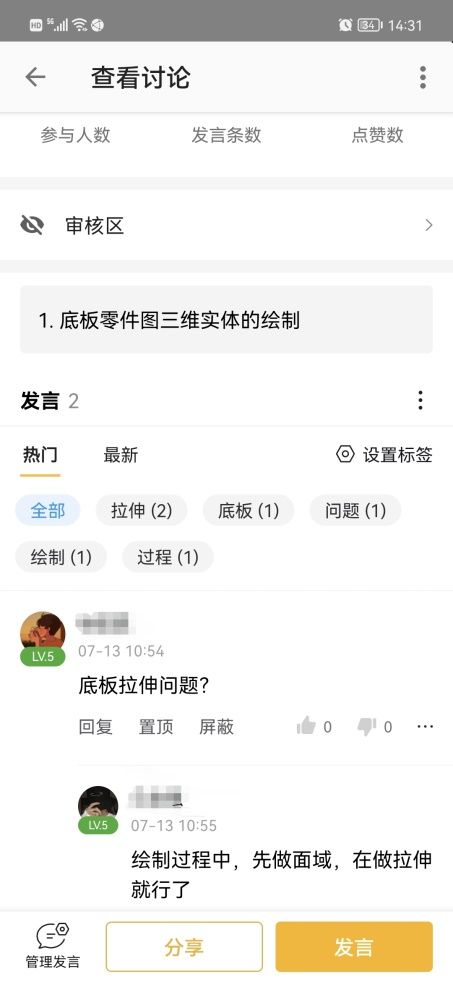 HD 5G 34 14:31
查看讨论
参与人数 发言条数 点赞数
审核区
1. 底板零件图三维实体的绘制
发言 2
热门 最新 设置标签
全部 拉伸 (2) 底板 (1) 问题 (1)
绘制 (1) 过程 (1)
LV.5
07-13 10:54
底板拉伸问题?
回复 置顶 屏蔽 0 0
LV.5
07-13 10:55
绘制过程中，先做面域，在做拉伸
就行了
管理发言 分享 发言